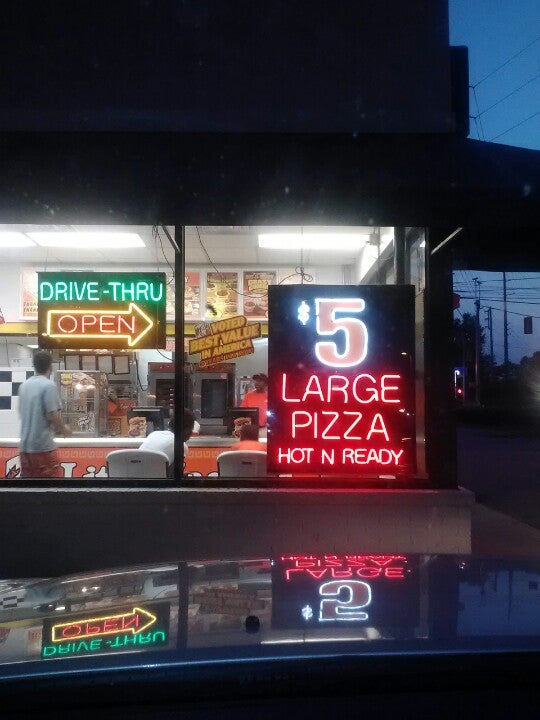 DRIVE-THRU
OPEN
VOTED
BEST VALUE
IN AMERICA
$5
LARGE
PIZZA
HOT N READY